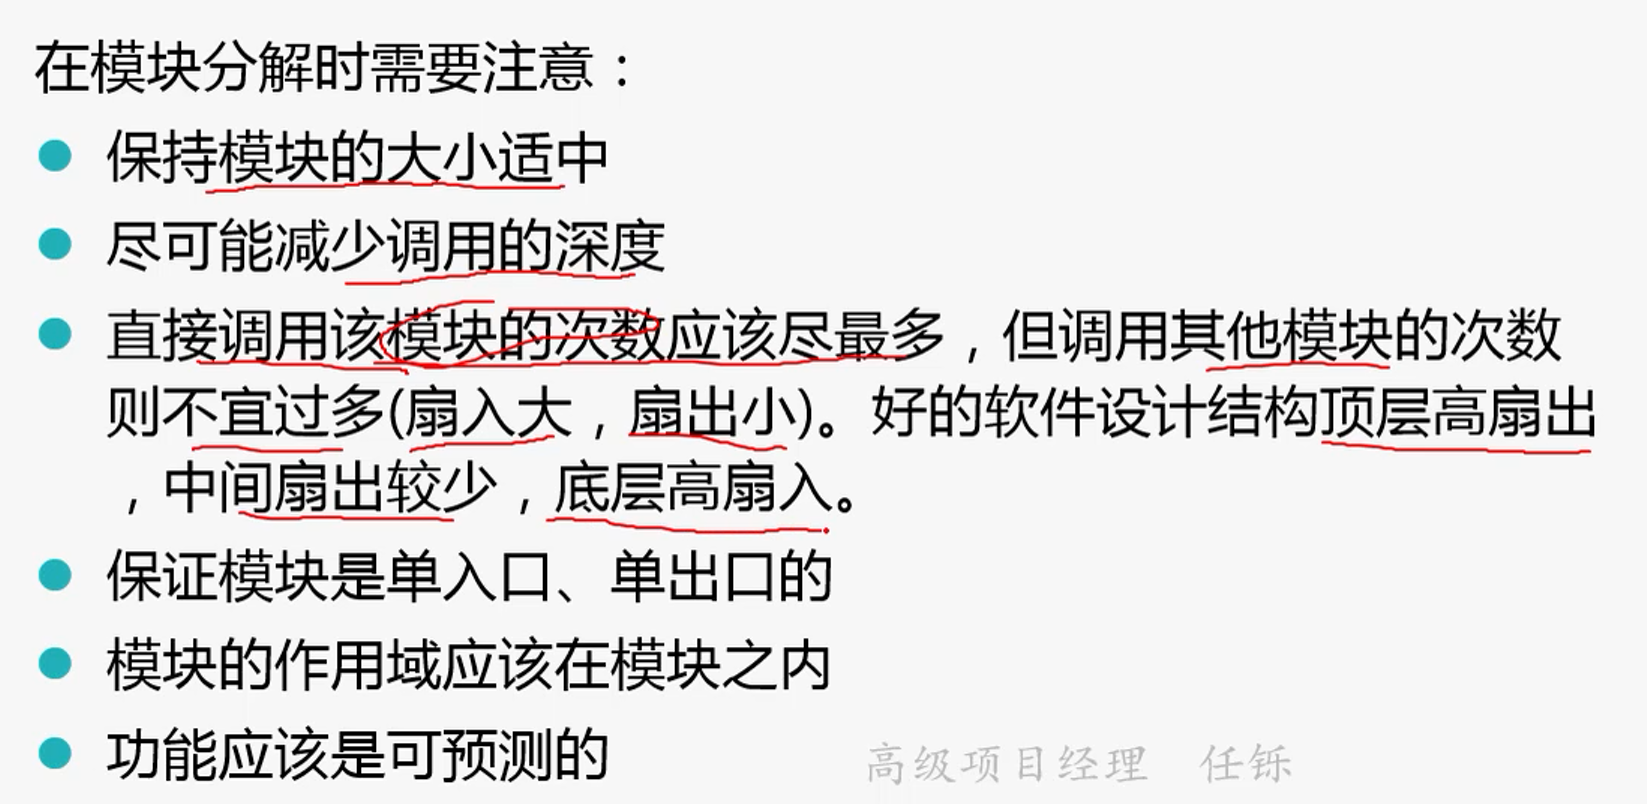 在模块分解时需要注意：
保持模块的大小适中
尽可能减少调用的深度
直接调用该模块的次数应该尽最多，但调用其他模块的次数
则不宜过多(扇入大，扇出小)。好的软件设计结构顶层高扇出
，中间扇出较少，底层高扇入。
保证模块是单入口、单出口的
模块的作用域应该在模块之内
功能应该是可预测的
高级项目经理 任铄